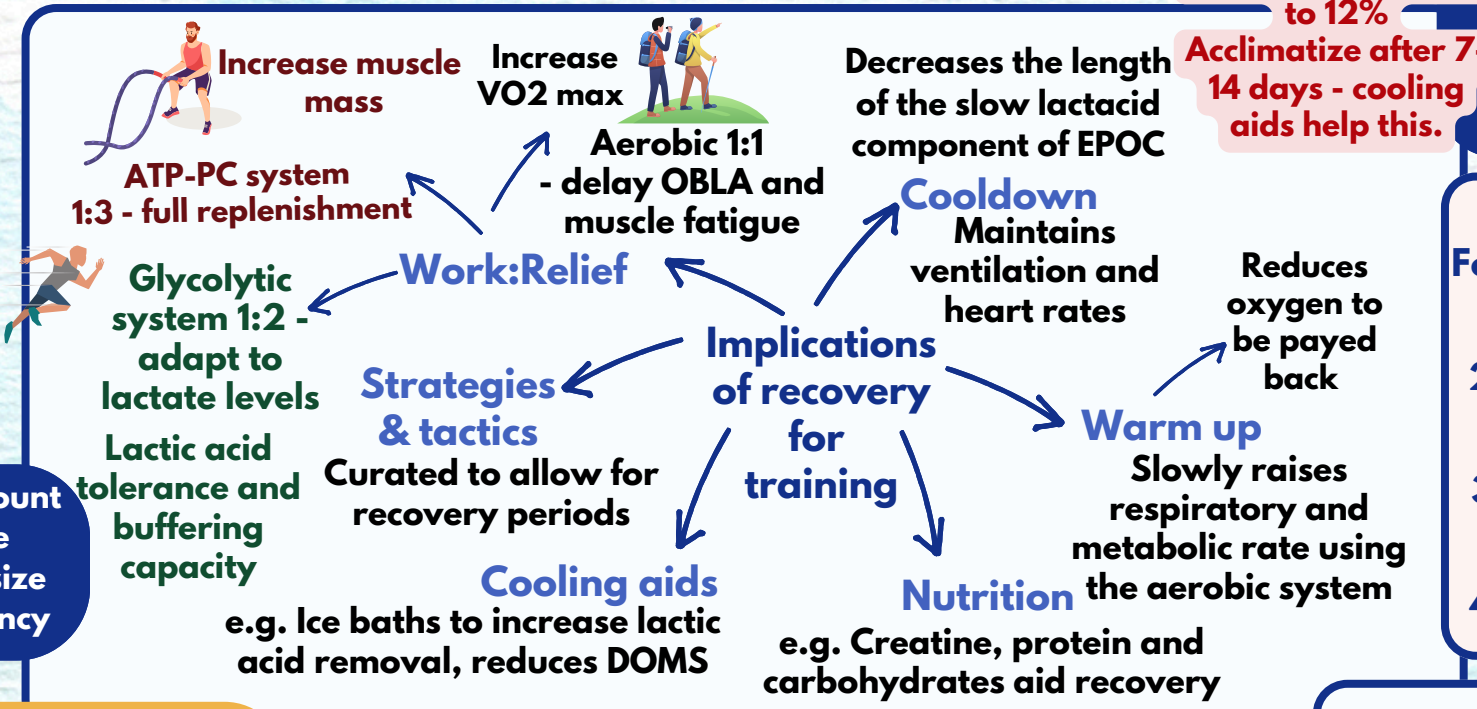 Increase muscle
mass
ATP-PC system
1:3 - full replenishment
Increase
VO2 max
Aerobic 1:1
- delay OBLA and
muscle fatigue
Work:Relief
Glycolytic
system 1:2 -
adapt to
lactate levels
Lactic acid
tolerance and
buffering
capacity
Decreases the length
of the slow lactacid
component of EPOC
Cooldown
Maintains
ventilation and
heart rates
to 12%
Acclimatize after 7-
14 days - cooling
aids help this.
Implications
of recovery
for
training
Strategies
& tactics
Curated to allow for
recovery periods
Reduces
oxygen to
be payed
back
Warm up
Slowly raises
respiratory and
metabolic rate using
the aerobic system
Cooling aids
e.g. Ice baths to increase lactic
acid removal, reduces DOMS
Nutrition
e.g. Creatine, protein and
carbohydrates aid recovery